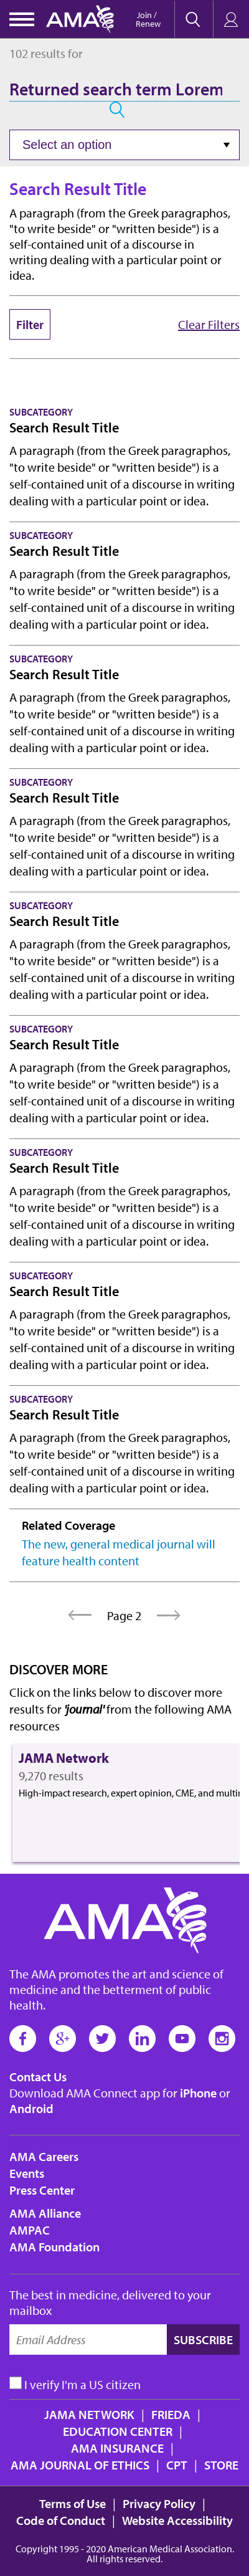 AMA
Join /
Renew
102 results for
Returned search term Lorem
Select an option
Search Result Title
A paragraph (from the Greek paragraphos,
"to write beside" or "written beside") is a
self-contained unit of a discourse in
writing dealing with a particular point or
idea.
Filter
Clear Filters
SUBCATEGORY
Search Result Title
A paragraph (from the Greek paragraphos,
"to write beside" or "written beside") is a
self-contained unit of a discourse in writing
dealing with a particular point or idea.
SUBCATEGORY
Search Result Title
A paragraph (from the Greek paragraphos,
"to write beside" or "written beside") is a
self-contained unit of a discourse in writing
dealing with a particular point or idea.
SUBCATEGORY
Search Result Title
A paragraph (from the Greek paragraphos,
"to write beside" or "written beside") is a
self-contained unit of a discourse in writing
dealing with a particular point or idea.
SUBCATEGORY
Search Result Title
A paragraph (from the Greek paragraphos,
"to write beside" or "written beside") is a
self-contained unit of a discourse in writing
dealing with a particular point or idea.
SUBCATEGORY
Search Result Title
A paragraph (from the Greek paragraphos,
"to write beside" or "written beside") is a
self-contained unit of a discourse in writing
dealing with a particular point or idea.
SUBCATEGORY
Search Result Title
A paragraph (from the Greek paragraphos,
"to write beside" or "written beside") is a
self-contained unit of a discourse in writing
dealing with a particular point or idea.
SUBCATEGORY
Search Result Title
A paragraph (from the Greek paragraphos,
"to write beside" or "written beside") is a
self-contained unit of a discourse in writing
dealing with a particular point or idea.
SUBCATEGORY
Search Result Title
A paragraph (from the Greek paragraphos,
"to write beside" or "written beside") is a
self-contained unit of a discourse in writing
dealing with a particular point or idea.
SUBCATEGORY
Search Result Title
A paragraph (from the Greek paragraphos,
"to write beside" or "written beside") is a
self-contained unit of a discourse in writing
dealing with a particular point or idea.
Related Coverage
The new, general medical journal will
feature health content
Page 2
DISCOVER MORE
Click on the links below to discover more
results for 'journal' from the following AMA
resources
JAMA Network
9,270 results
High-impact research, expert opinion, CME, and
AMA
The AMA promotes the art and science of
medicine and the betterment of public
health.
Contact Us
Download AMA Connect app for iPhone or
Android
AMA Careers
Events
Press Center
AMA Alliance
AMPAC
AMA Foundation
The best in medicine, delivered to your
mailbox
Email Address
SUBSCRIBE
I verify I'm a US citizen
JAMA NETWORK | FRIEDA |
EDUCATION CENTER |
AMA INSURANCE |
AMA JOURNAL OF ETHICS | CPT | STORE
Terms of Use | Privacy Policy |
Code of Conduct | Website Accessibility
Copyright 1995 - 2020 American Medical Association.
All rights reserved.